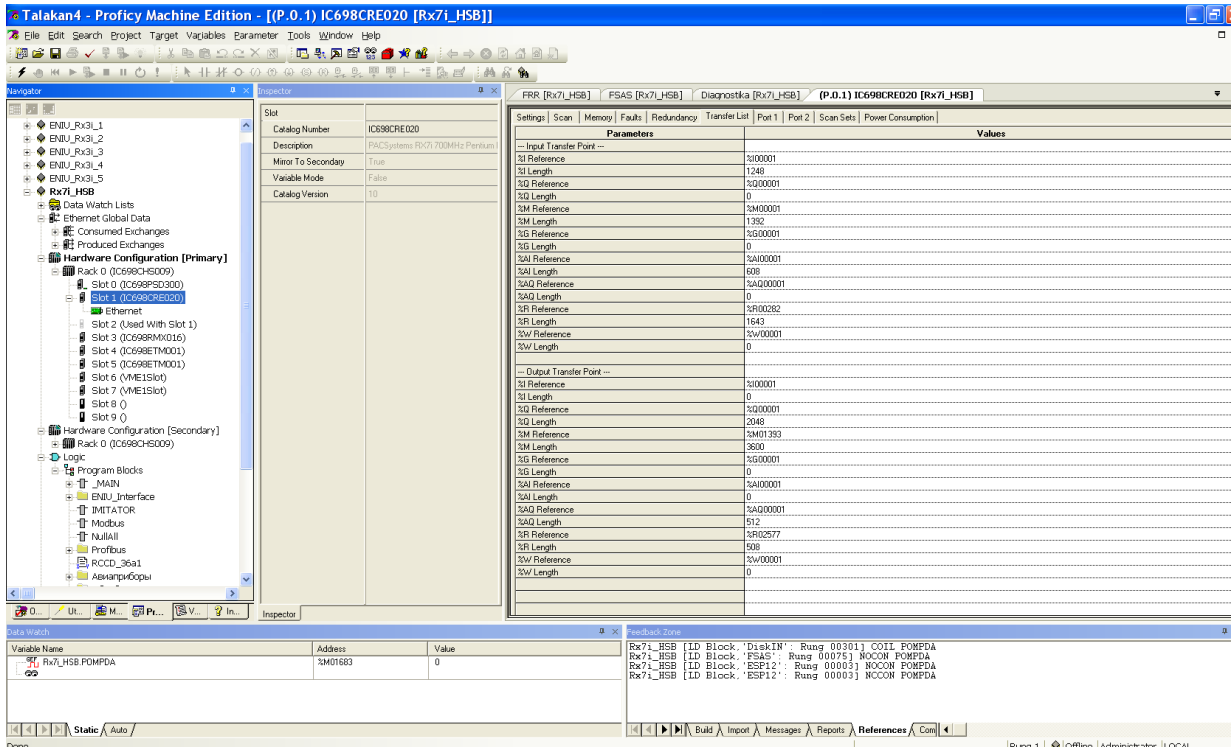 Talakan4 - Proficy Machine Edition - [(P.0.1) IC698CRE020 [Rx7i_HSB]]
File Edit Search Project Target Variables Parameter Tools Window Help
Navigator
ENIU_Rx3i_1
ENIU_Rx3i_2
ENIU_Rx3i_3
ENIU_Rx3i_4
ENIU_Rx3i_5
Rx7i_HSB
Data Watch Lists
Ethernet Global Data
Consumed Exchanges
Produced Exchanges
Hardware Configuration [Primary]
Rack 0 (IC698CHS009)
Slot 0 (IC698PSD300)
Slot 1 (IC698CRE020)
Ethernet
Slot 2 (Used With Slot 1)
Slot 3 (IC698RMX016)
Slot 4 (IC698ETM001)
Slot 5 (IC698ETM001)
Slot 6 (VME1Slot)
Slot 7 (VME1Slot)
Slot 8 ()
Slot 9 ()
Hardware Configuration [Secondary]
Rack 0 (IC698CHS009)
Logic
Program Blocks
_MAIN
ENIU_Interface
IMITATOR
Modbus
NullAll
Profibus
RCCD_36a1
Авиаприборы
O... Ut... M... Pr... V... In...
Inspector
Slot
Catalog Number IC698CRE020
Description PACSystems RX7i 700MHz Pentium
Mirror To Secondary True
Variable Mode False
Catalog Version 10
Inspector
FRR [Rx7i_HSB] FSAS [Rx7i_HSB] Diagnostika [Rx7i_HSB] (P.0.1) IC698CRE020 [Rx7i_HSB]
Settings Scan Memory Faults Redundancy Transfer List Port 1 Port 2 Scan Sets Power Consumption
Parameters Values
--- Input Transfer Point ---
%I Reference %I00001
%I Length 1248
%Q Reference %Q00001
%Q Length 0
%M Reference %M00001
%M Length 1392
%G Reference %G00001
%G Length 0
%AI Reference %AI00001
%AI Length 608
%AQ Reference %AQ00001
%AQ Length 0
%R Reference %R00282
%R Length 1643
%W Reference %W00001
%W Length 0
--- Output Transfer Point ---
%I Reference %I00001
%I Length 0
%Q Reference %Q00001
%Q Length 2048
%M Reference %M01393
%M Length 3600
%G Reference %G00001
%G Length 0
%AI Reference %AI00001
%AI Length 0
%AQ Reference %AQ00001
%AQ Length 512
%R Reference %R02577
%R Length 508
%W Reference %W00001
%W Length 0
Data Watch
Variable Name Address Value
Rx7i_HSB.POMPDA %M01683 0
Static Auto
Feedback Zone
Rx7i_HSB [LD Block,'DiskIN': Rung 00301] COIL POMPDA
Rx7i_HSB [LD Block,'FSAS': Rung 00075] NOCON POMPDA
Rx7i_HSB [LD Block,'ESP12': Rung 00003] NOCON POMPDA
Rx7i_HSB [LD Block,'ESP12': Rung 00003] NCCON POMPDA
Build Import Messages Reports References Com
Done Rung 1 Offline Administrator LOCAL